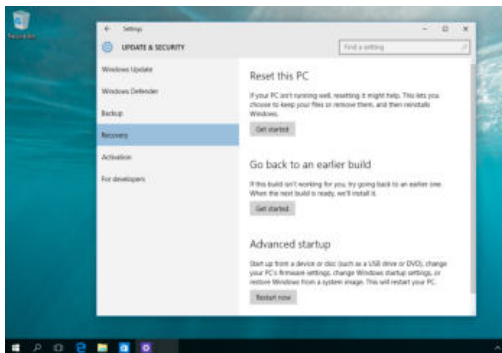 Recycle Bin
Settings
UPDATE & SECURITY
Find a setting
Windows Update
Windows Defender
Backup
Recovery
Activation
For developers
Reset this PC
If your PC isn't running well, resetting it might help. This lets you
choose to keep your files or remove them, and then reinstalls
Windows.
Get started
Go back to an earlier build
If this build isn't working for you, try going back to an earlier one.
When the next build is ready, we'll install it.
Get started
Advanced startup
Start up from a device or disc (such as a USB drive or DVD), change
your PC's firmware settings, change Windows startup settings, or
restore Windows from a system image. This will restart your PC.
Restart now